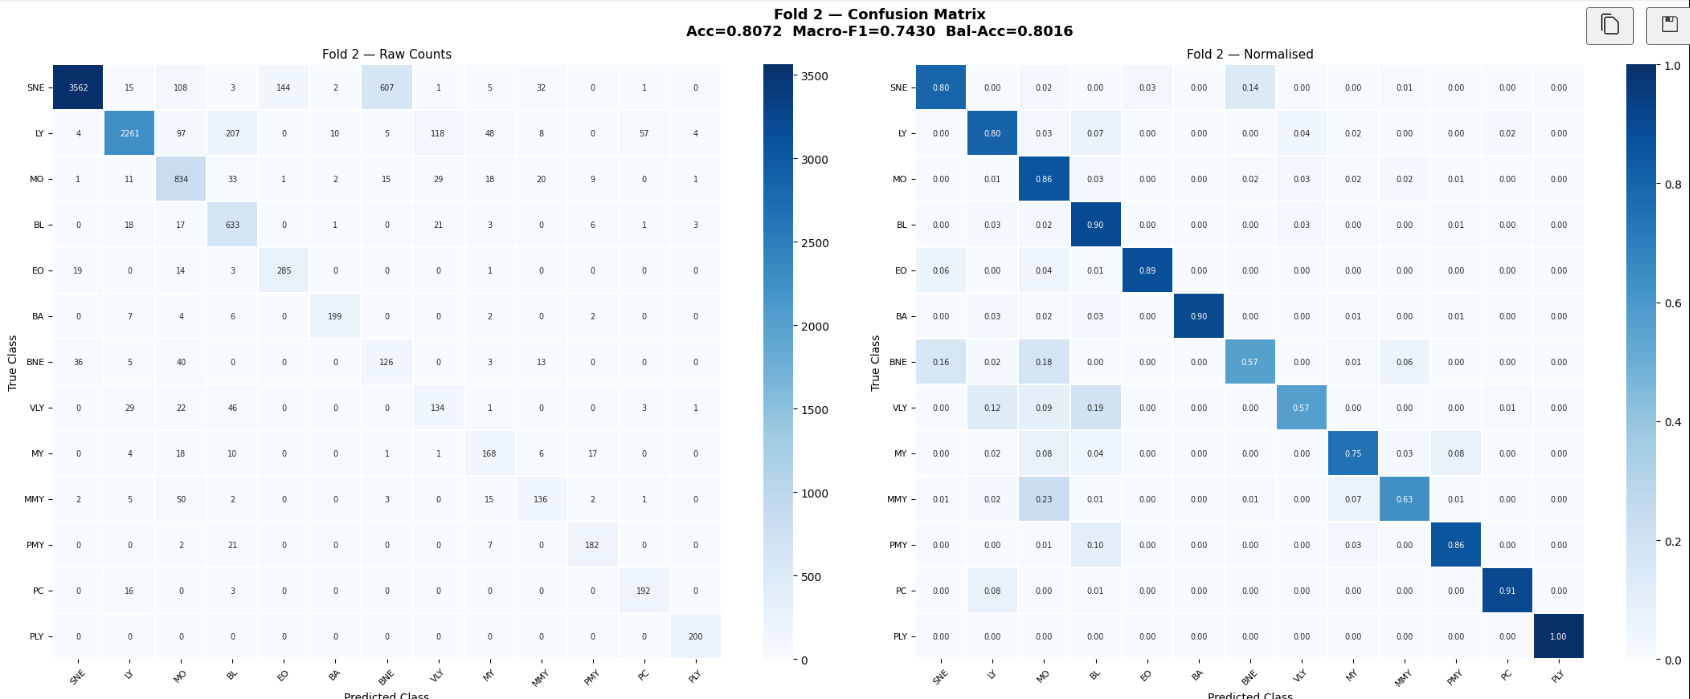 Fold 2 — Confusion Matrix
Acc=0.8072 Macro-F1=0.7430 Bal-Acc=0.8016
Fold 2 — Raw Counts
SNE 3562 15 108 3 144 2 607 1 5 32 0 1 0
LY 4 2261 97 207 0 10 5 118 48 8 0 57 4
MO 1 11 834 33 1 2 15 29 18 20 9 0 1
BL 0 18 17 633 0 1 0 21 3 0 6 1 3
EO 19 0 14 3 285 0 0 0 1 0 0 0 0
BA 0 7 4 6 0 199 0 0 2 0 2 0 0
BNE 36 5 40 0 0 0 126 0 3 13 0 0 0
VLY 0 29 22 46 0 0 0 134 1 0 0 3 1
MY 0 4 18 10 0 0 1 1 168 6 17 0 0
MMY 2 5 50 2 0 0 3 0 15 136 2 1 0
PMY 0 0 2 21 0 0 0 0 7 0 182 0 0
PC 0 16 0 3 0 0 0 0 0 0 0 192 0
PLY 0 0 0 0 0 0 0 0 0 0 0 0 200
SNE LY MO BL EO BA BNE VLY MY MMY PMY PC PLY
True Class
Predicted Class
3500
3000
2500
2000
1500
1000
500
0
Fold 2 — Normalised
SNE 0.80 0.00 0.02 0.00 0.03 0.00 0.14 0.00 0.00 0.01 0.00 0.00 0.00
LY 0.00 0.80 0.03 0.07 0.00 0.00 0.00 0.04 0.02 0.00 0.00 0.02 0.00
MO 0.00 0.01 0.86 0.03 0.00 0.00 0.02 0.03 0.02 0.02 0.01 0.00 0.00
BL 0.00 0.03 0.02 0.90 0.00 0.00 0.00 0.03 0.00 0.00 0.01 0.00 0.00
EO 0.06 0.00 0.04 0.01 0.89 0.00 0.00 0.00 0.00 0.00 0.00 0.00 0.00
BA 0.00 0.03 0.02 0.03 0.00 0.90 0.00 0.00 0.01 0.00 0.01 0.00 0.00
BNE 0.16 0.02 0.18 0.00 0.00 0.00 0.57 0.00 0.01 0.06 0.00 0.00 0.00
VLY 0.00 0.12 0.09 0.19 0.00 0.00 0.00 0.57 0.00 0.00 0.00 0.01 0.00
MY 0.00 0.02 0.08 0.04 0.00 0.00 0.00 0.00 0.75 0.03 0.08 0.00 0.00
MMY 0.01 0.02 0.23 0.01 0.00 0.00 0.01 0.00 0.07 0.63 0.01 0.00 0.00
PMY 0.00 0.00 0.01 0.10 0.00 0.00 0.00 0.00 0.03 0.00 0.86 0.00 0.00
PC 0.00 0.08 0.00 0.01 0.00 0.00 0.00 0.00 0.00 0.00 0.00 0.91 0.00
PLY 0.00 0.00 0.00 0.00 0.00 0.00 0.00 0.00 0.00 0.00 0.00 0.00 1.00
SNE LY MO BL EO BA BNE VLY MY MMY PMY PC PLY
True Class
Predicted Class
1.0
0.8
0.6
0.4
0.2
0.0